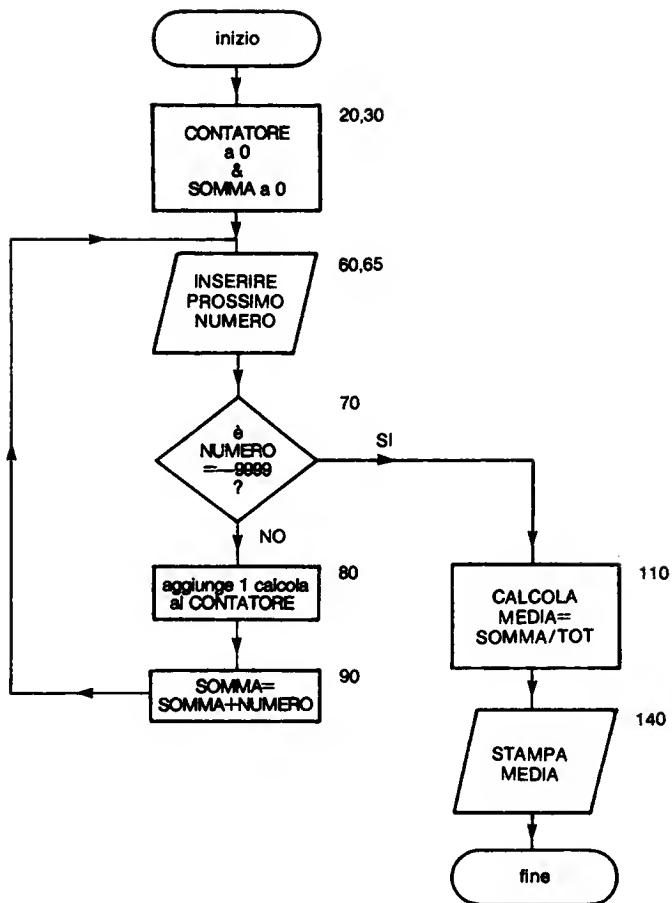 inizio
20,30
CONTATORE
a 0
&
SOMMA a 0
60,65
INSERIRE
PROSSIMO
NUMERO
70
è
NUMERO
=-9999
?
SI
NO
80
aggiunge 1 calcola
al CONTATORE
90
SOMMA=
SOMMA+NUMERO
110
CALCOLA
MEDIA=
SOMMA/TOT
140
STAMPA
MEDIA
fine